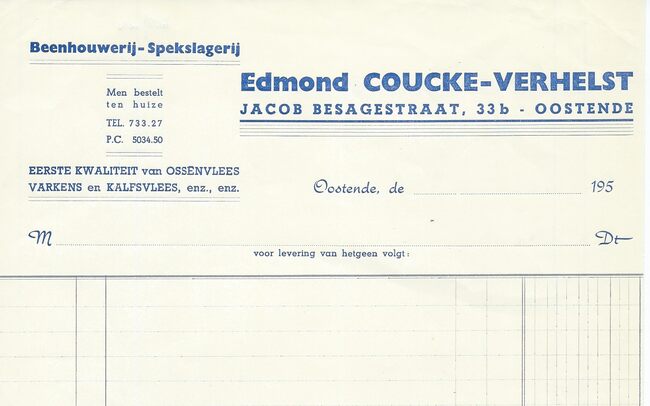 Beenhouwerij-Spekslagerij
Men bestelt
ten huize
TEL. 733.27
P.C. 5034.50
EERSTE KWALITEIT van OSSENVLEES
VARKENS en KALFSVLEES, enz., enz.
Edmond COUCKE-VERHELST
JACOB BESAGESTRAAT, 33b - OOSTENDE
Oostende, de 195
M Dt
voor levering van hetgeen volgt: